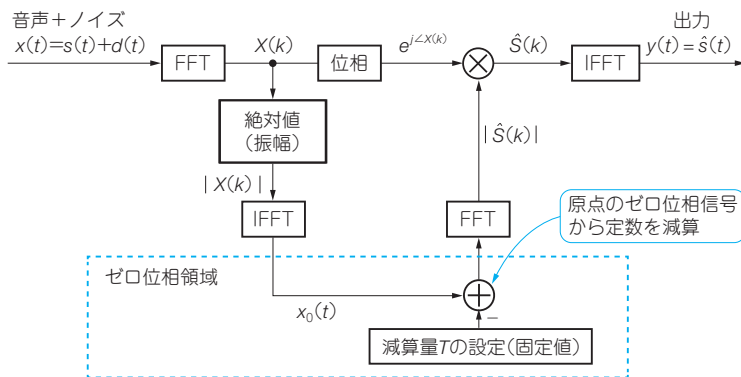 音声＋ノイズ
x(t)=s(t)+d(t)
FFT
X(k)
位相
e^{j∠X(k)}
Ŝ(k)
IFFT
出力
y(t)=ŝ(t)
絶対値
(振幅)
|X(k)|
IFFT
|Ŝ(k)|
FFT
原点のゼロ位相信号
から定数を減算
ゼロ位相領域
x₀(t)
−
減算量Tの設定(固定値)